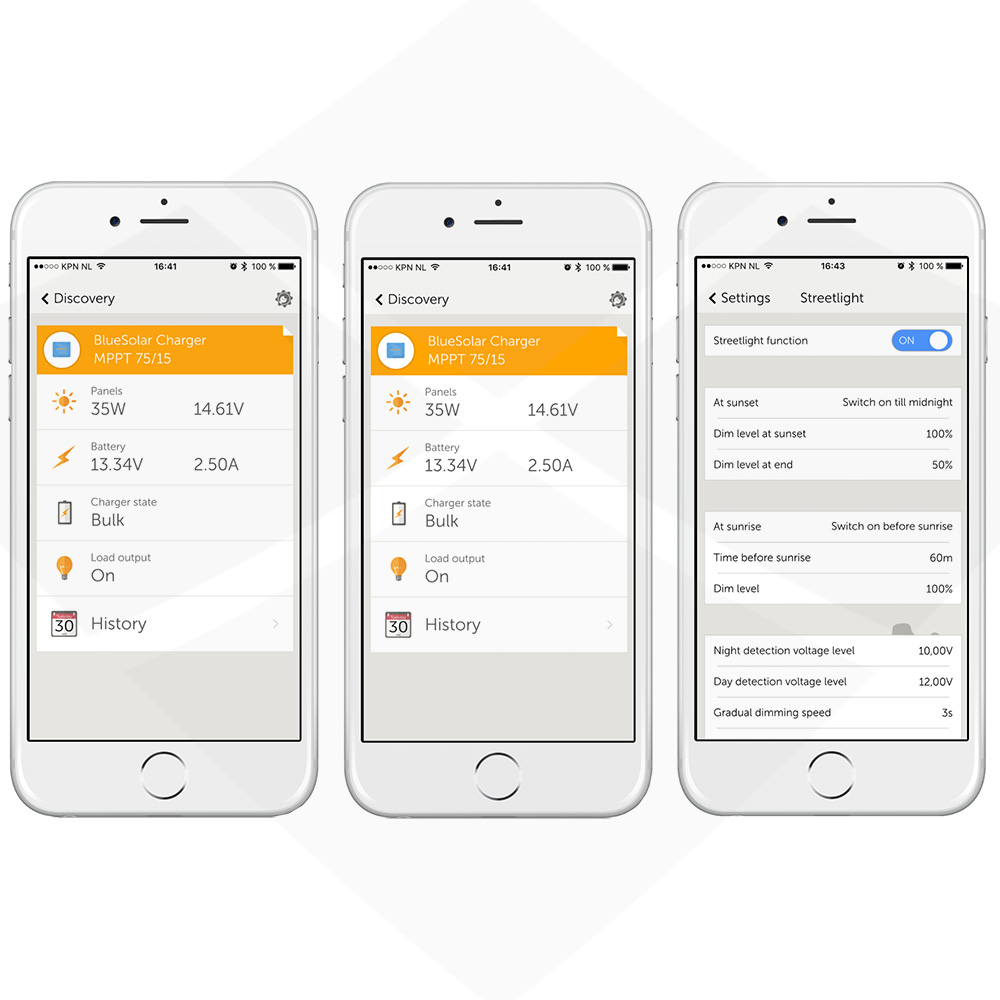 ●●○○○ KPN NL 16:41 100 %
Discovery
BlueSolar Charger
MPPT 75/15
Panels
35W 14.61V
Battery
13.34V 2.50A
Charger state
Bulk
Load output
On
30 History
●●○○○ KPN NL 16:41 100 %
Discovery
BlueSolar Charger
MPPT 75/15
Panels
35W 14.61V
Battery
13.34V 2.50A
Charger state
Bulk
Load output
On
30 History
●●○○○ KPN NL 16:43 100 %
Settings Streetlight
Streetlight function ON
At sunset Switch on till midnight
Dim level at sunset 100%
Dim level at end 50%
At sunrise Switch on before sunrise
Time before sunrise 60m
Dim level 100%
Night detection voltage level 10,00V
Day detection voltage level 12,00V
Gradual dimming speed 3s